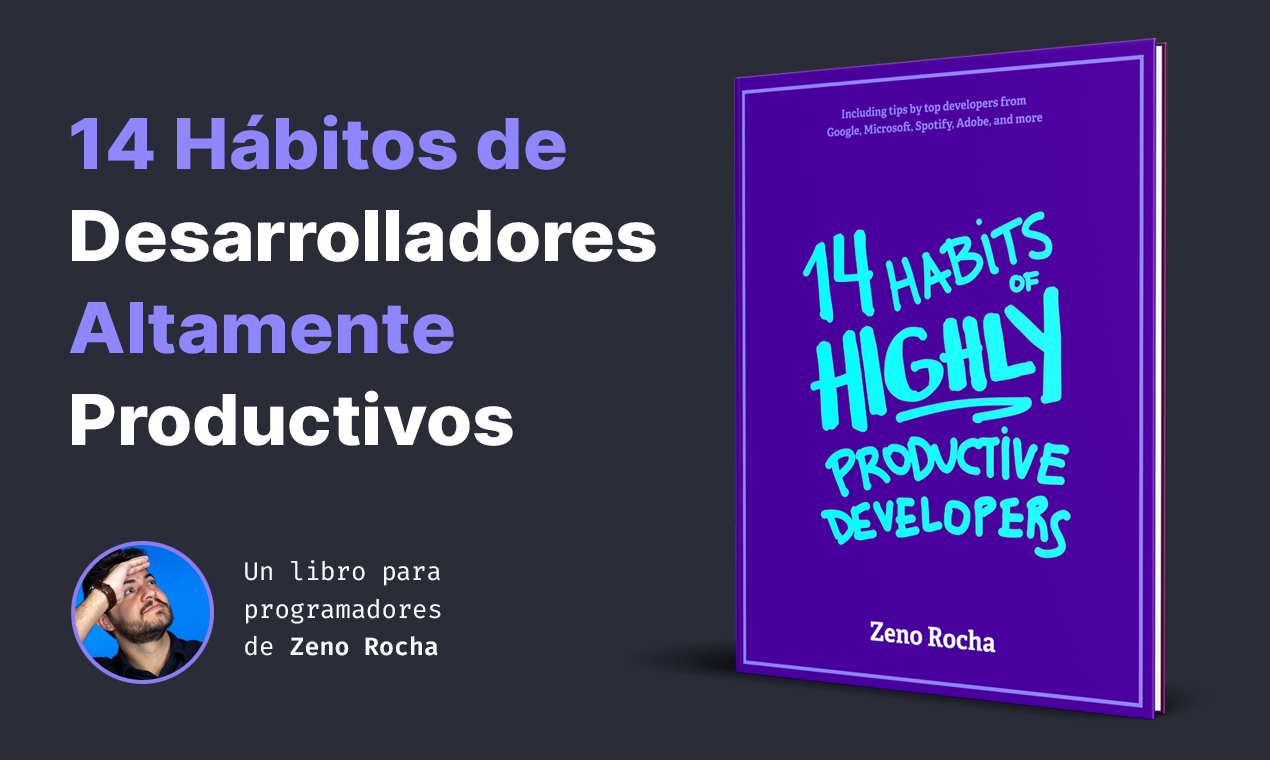 14 Hábitos de
Desarrolladores
Altamente
Productivos
Un libro para
programadores
de Zeno Rocha
Including tips by top developers from
Google, Microsoft, Spotify, Adobe, and more
14 HABiTS
OF
HIGHLY
PRODUCTiVE
DEVELOPERS
Zeno Rocha